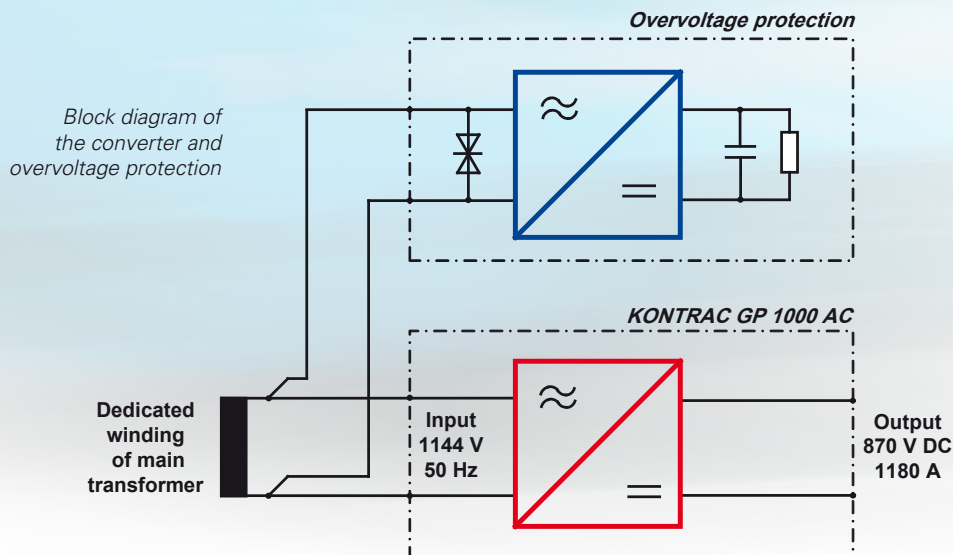 Overvoltage protection
Block diagram of
the converter and
overvoltage protection
KONTRAC GP 1000 AC
Dedicated
winding
of main
transformer
Input
1144 V
50 Hz
Output
870 V DC
1180 A